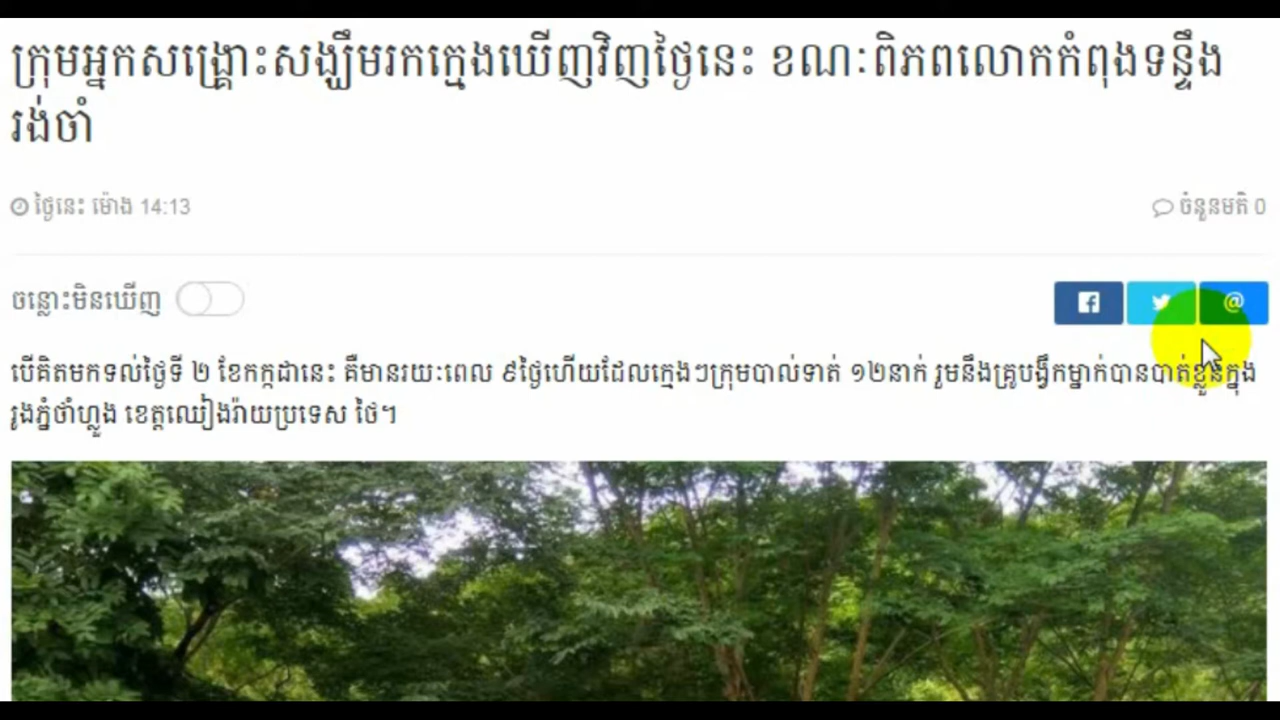 ក្រុមអ្នកសង្គ្រោះសង្ឃឹមរកក្មេងឃើញវិញថ្ងៃនេះ ខណៈពិភពលោកកំពុងទន្ទឹង
រង់ចាំ
ថ្ងៃនេះ ម៉ោង 14:13
ចំនួនមតិ 0
ចន្លោះមិនឃើញ
បើគិតមកទល់ថ្ងៃទី ២ ខែកក្កដានេះ គឺមានរយៈពេល ៩ថ្ងៃហើយដែលក្មេងៗក្រុមបាល់ទាត់ ១២នាក់ រួមនឹងគ្រូបង្វឹកម្នាក់បានបាត់ខ្លួនក្នុង
រូងភ្នំថាំហ្លួង ខេត្តឈៀងរ៉ាយប្រទេស ថៃ។